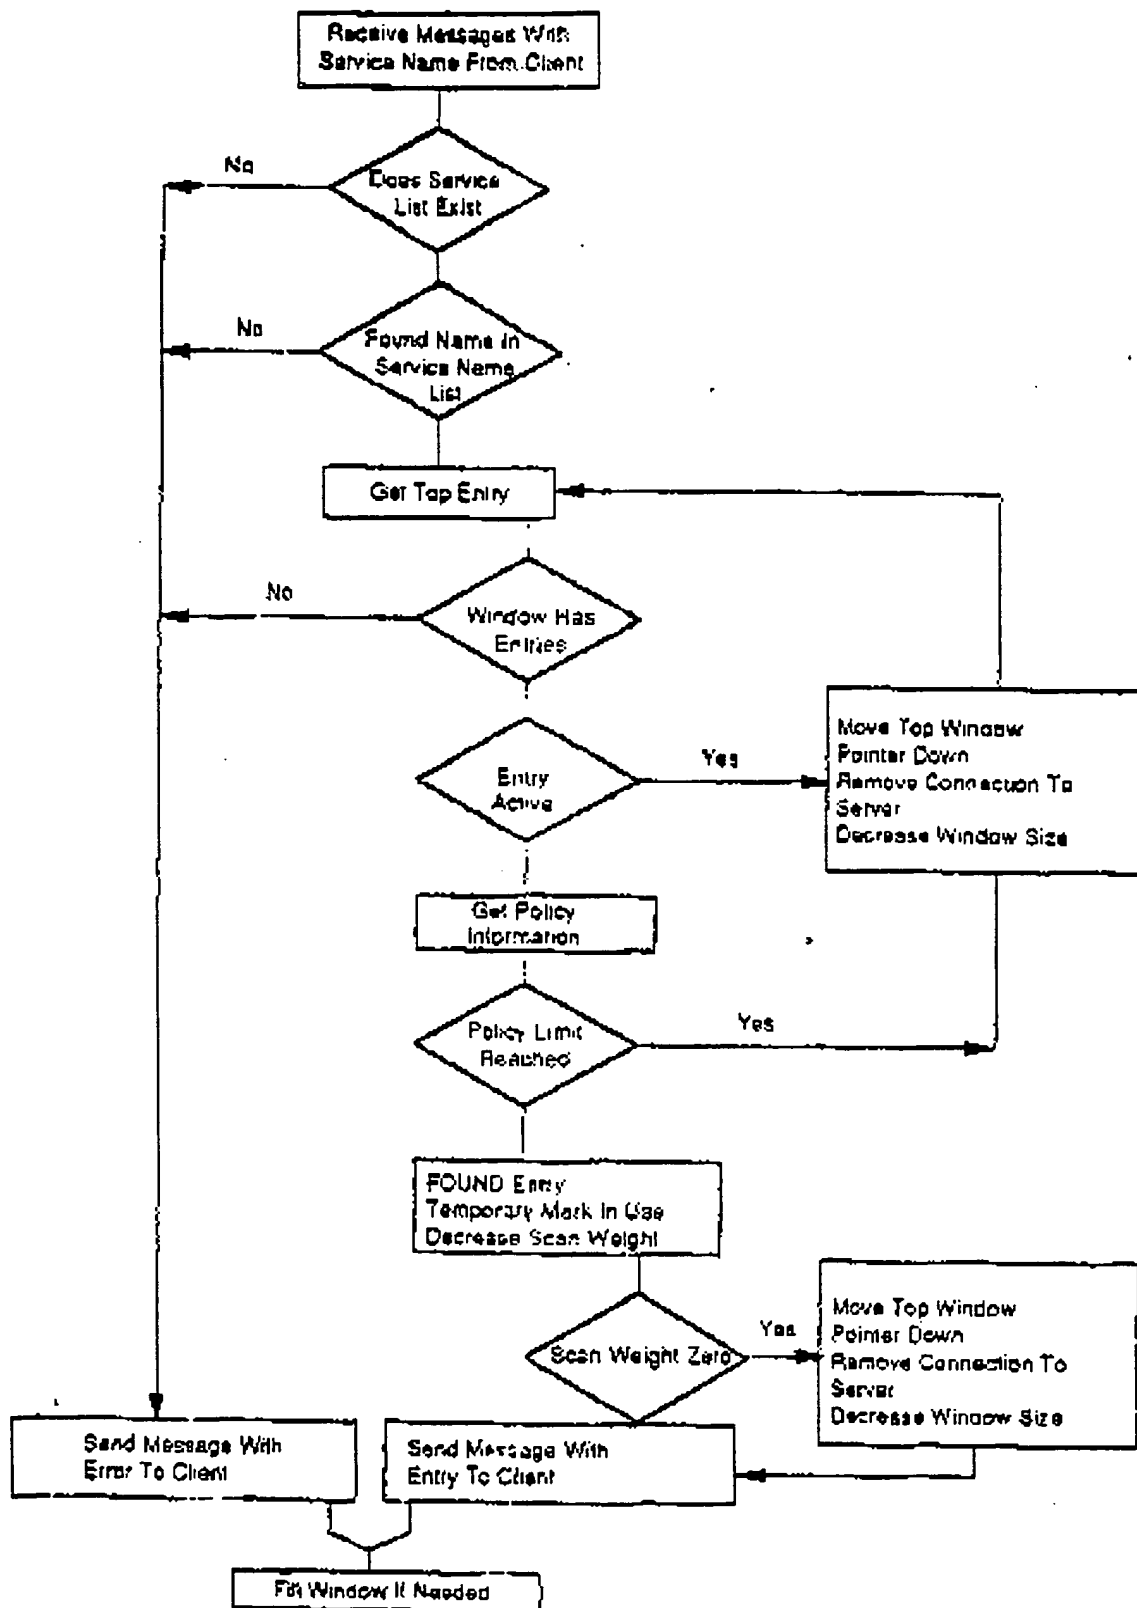 Receive Messages With
Service Name From Client
No
Does Service
List Exist
No
Found Name In
Service Name
List
Get Top Entry
No
Window Has
Entries
Entry
Active
Yes
Move Top Window
Pointer Down
Remove Connection To
Server
Decrease Window Size
Get Policy
Information
Policy Limit
Reached
Yes
FOUND Entry
Temporary Mark In Use
Decrease Scan Weight
Scan Weight Zero
Yes
Move Top Window
Pointer Down
Remove Connection To
Server
Decrease Window Size
Send Message With
Error To Client
Send Message With
Entry To Client
Fill Window If Needed